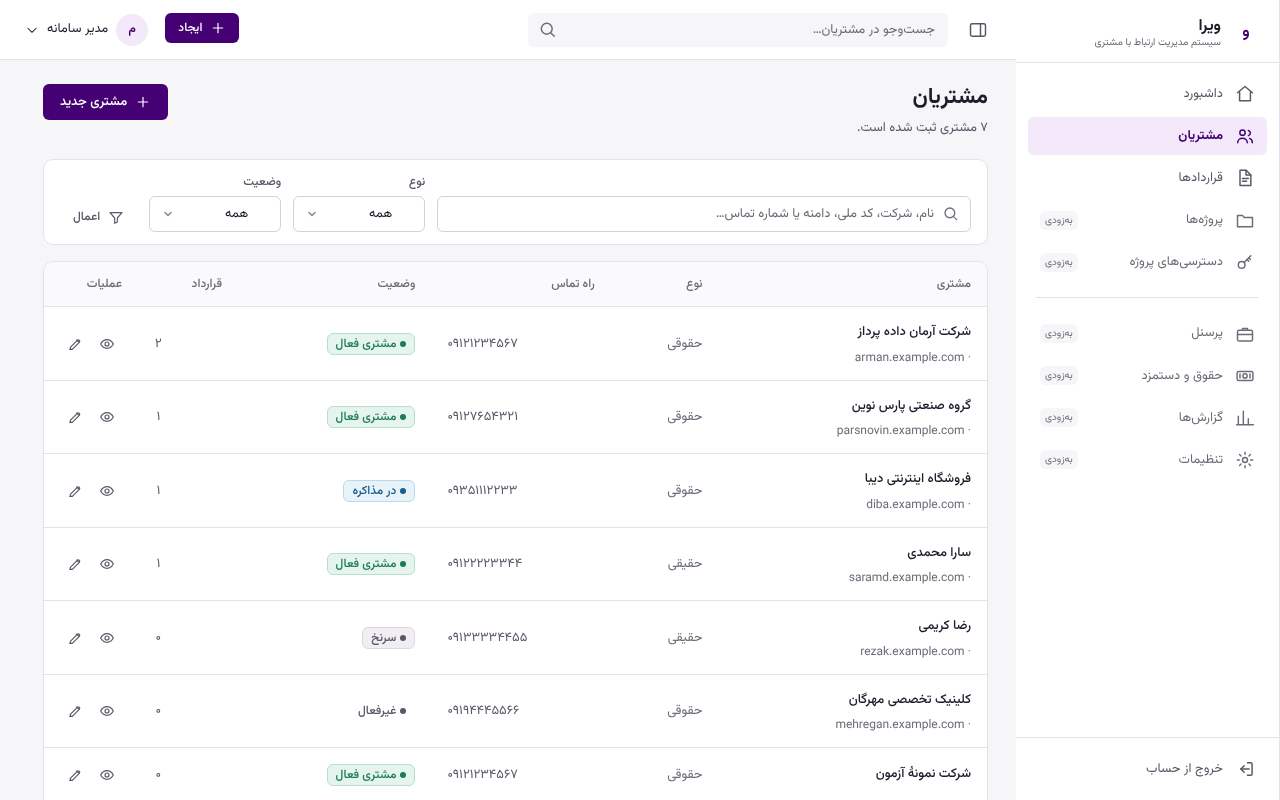 و
ویرا
سیستم مدیریت ارتباط با مشتری
داشبورد
مشتریان
قراردادها
پروژه‌ها به‌زودی
دسترسی‌های پروژه به‌زودی
پرسنل به‌زودی
حقوق و دستمزد به‌زودی
گزارش‌ها به‌زودی
تنظیمات به‌زودی
خروج از حساب
جست‌وجو در مشتریان...
ایجاد
م
مدیر سامانه
مشتریان
۷ مشتری ثبت شده است.
مشتری جدید
نوع
وضعیت
نام، شرکت، کد ملی، دامنه یا شماره تماس...
همه
همه
اعمال
مشتری نوع راه تماس وضعیت قرارداد عملیات
شرکت آرمان داده پرداز
· arman.example.com
حقوقی ۰۹۱۲۱۲۳۴۵۶۷ مشتری فعال ۲
گروه صنعتی پارس نوین
· parsnovin.example.com
حقوقی ۰۹۱۲۷۶۵۴۳۲۱ مشتری فعال ۱
فروشگاه اینترنتی دیبا
· diba.example.com
حقوقی ۰۹۳۵۱۱۱۲۲۳۳ در مذاکره ۱
سارا محمدی
· saramd.example.com
حقیقی ۰۹۱۲۲۲۲۳۳۴۴ مشتری فعال ۱
رضا کریمی
· rezak.example.com
حقیقی ۰۹۱۳۳۳۳۴۴۵۵ سرنخ ۰
کلینیک تخصصی مهرگان
· mehregan.example.com
حقوقی ۰۹۱۹۴۴۴۵۵۶۶ غیرفعال ۰
شرکت نمونهٔ آزمون
حقوقی ۰۹۱۲۱۲۳۴۵۶۷ مشتری فعال ۰